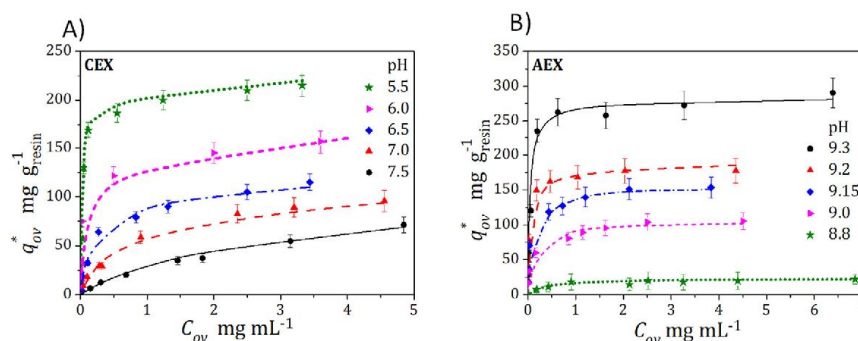 A)
CEX
pH
5.5
6.0
6.5
7.0
7.5
250
200
150
100
50
0
q*ov mg g-1resin
0 1 2 3 4 5
Cov mg mL-1
B)
AEX
pH
9.3
9.2
9.15
9.0
8.8
350
300
250
200
150
100
50
0
q*ov mg g-1resin
0 1 2 3 4 5 6
Cov mg mL-1